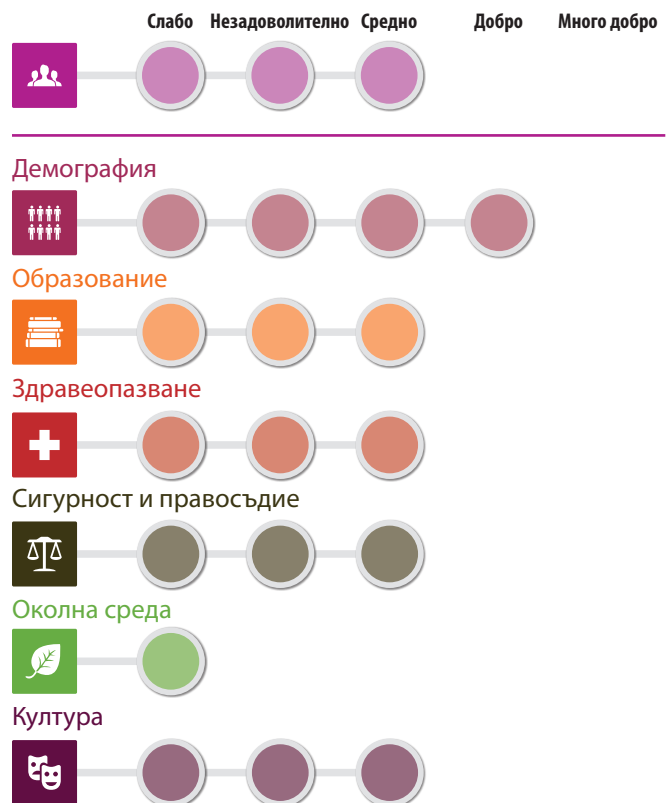 Слабо Незадоволително Средно Добро Много добро
Демография
Образование
Здравеопазване
Сигурност и правосъдие
Околна среда
Култура